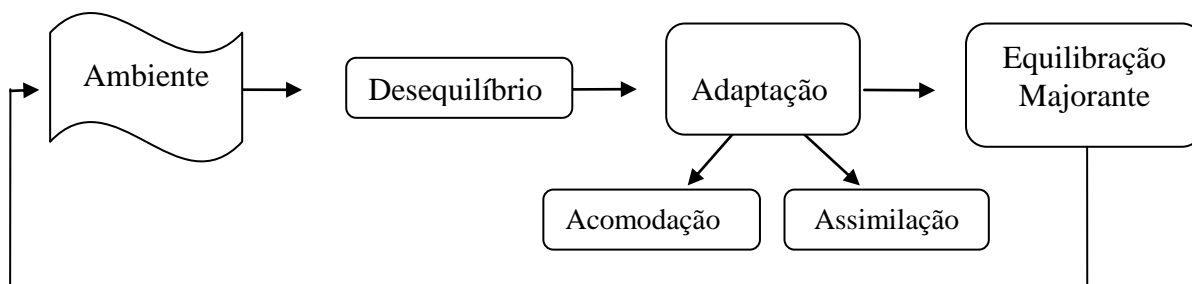 Ambiente
Desequilíbrio
Adaptação
Equilibração
Majorante
Acomodação
Assimilação